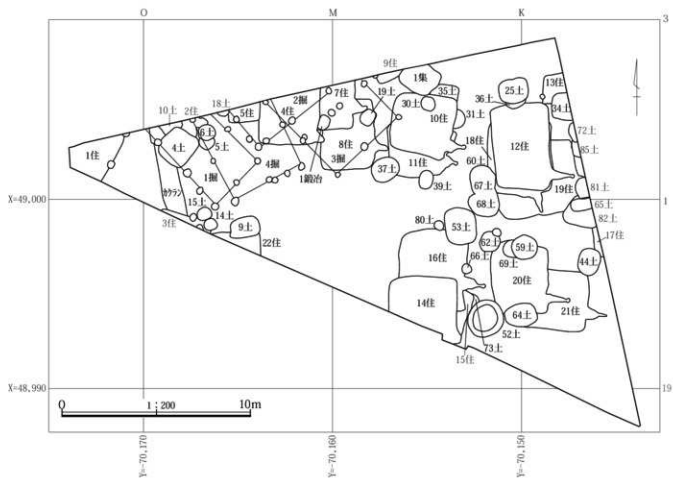 O
M
K
3
9住
1集
7住
2掘
19土
35土
25土
13住
36土
34土
10土
2住
18土
5住
4住
30土
10住
31土
72土
6土
5土
4土
1住
8住
18住
12住
85土
3掘
11住
60土
4掘
1鍛冶
37土
39土
67土
19住
81土
1掘
カクラン
X=49,000
1
15土
68土
65土
82土
14土
3住
9土
80土
53土
17住
22住
62土
59土
16住
66土
69土
44土
20住
14住
64土
21住
52土
15住
73土
X=48,990
19
0
1:200
10m
Y=-70,170
Y=-70,160
Y=-70,150